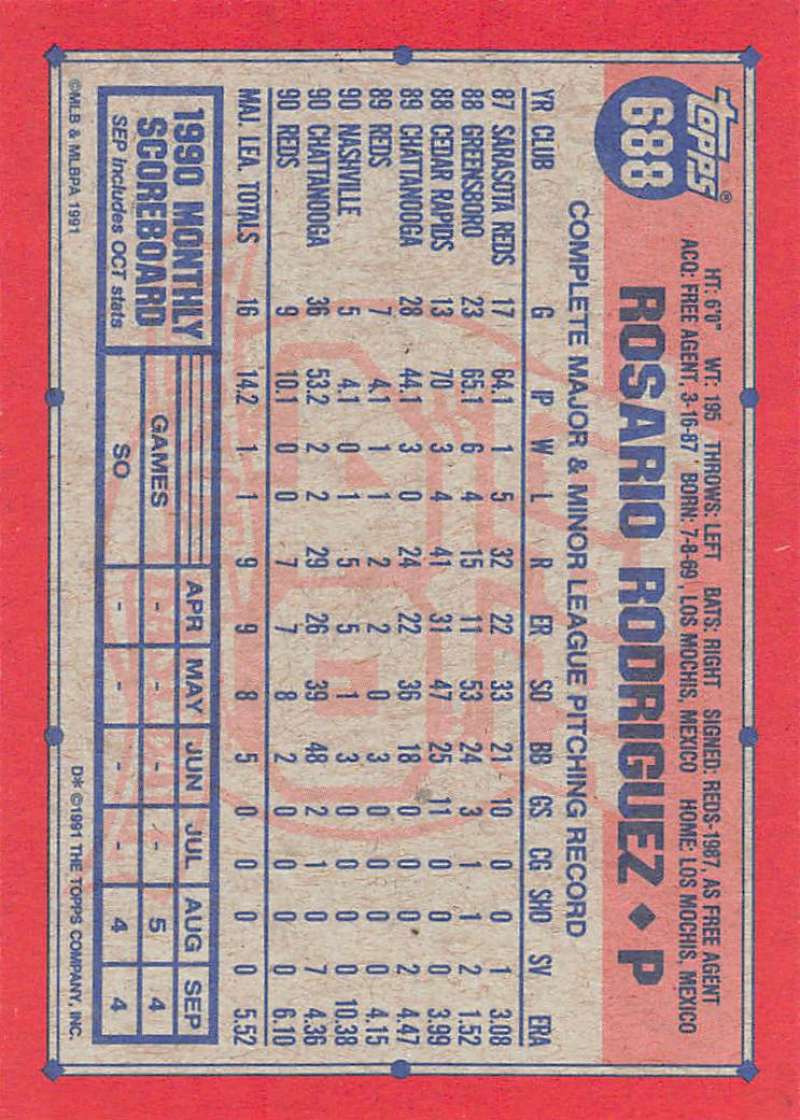 TOPPS®
688
HT: 6'0" WT: 195 THROWS: LEFT BATS: RIGHT SIGNED: REDS-1987, AS FREE AGENT
ACQ: FREE AGENT, 3-16-87 BORN: 7-8-69, LOS MOCHIS, MEXICO HOME: LOS MOCHIS, MEXICO
ROSARIO RODRIGUEZ ◆ P
COMPLETE MAJOR & MINOR LEAGUE PITCHING RECORD
YR CLUB G IP W L R ER SO BB GS CG SHO SV ERA
87 SARASOTA REDS 17 64.1 1 5 32 22 33 21 10 0 0 1 3.08
88 GREENSBORO 23 65.1 6 4 15 11 53 24 3 1 1 2 1.52
88 CEDAR RAPIDS 13 70 3 4 41 31 47 25 11 0 0 0 3.99
89 CHATTANOOGA 28 44.1 3 0 24 22 36 18 0 0 0 2 4.47
89 REDS 7 4.1 1 1 2 2 0 3 0 0 0 0 4.15
90 NASHVILLE 5 4.1 0 1 5 5 1 3 0 0 0 0 10.38
90 CHATTANOOGA 36 53.2 2 2 29 26 39 48 2 1 0 7 4.36
90 REDS 9 10.1 0 0 7 7 8 2 0 0 0 0 6.10
MAJ. LEA. TOTALS 16 14.2 1 1 9 9 8 5 0 0 0 0 5.52
1990 MONTHLY
SCOREBOARD
SEP includes OCT stats
APR MAY JUN JUL AUG SEP
GAMES - - - - 5 4
SO - - - - 4 4
©MLB & MLBPA 1991
D* ©1991 THE TOPPS COMPANY, INC.